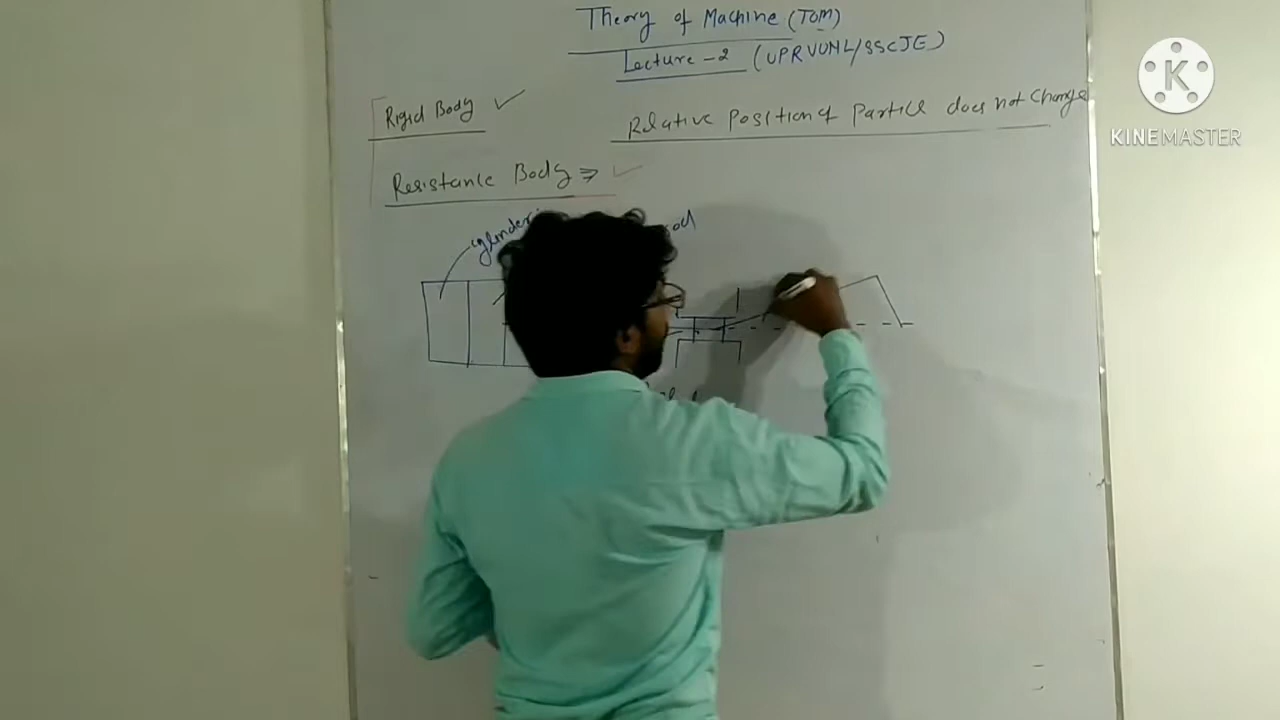 Theory of Machine (TOM)
Lecture - 2 (UPRVUNL/SSCJE)
Rigid Body ✓
Relative Position of Particle does not Change
Resistance Body ⇒ ✓
cylinder
K
KINEMASTER